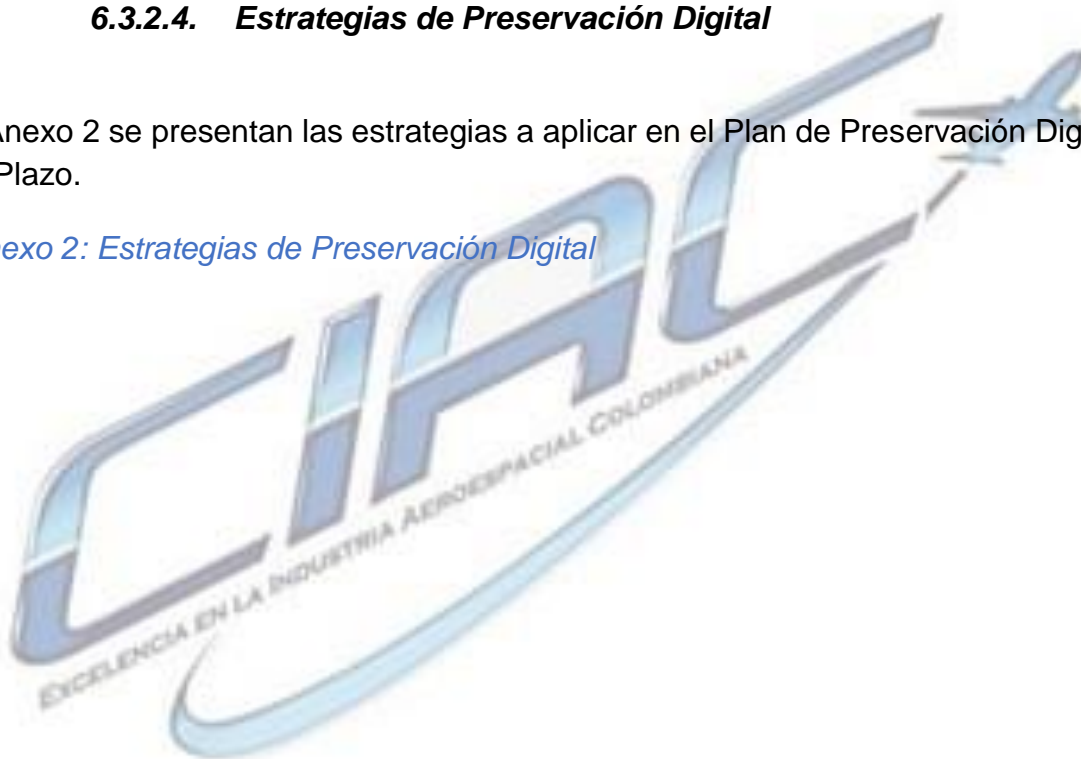 6.3.2.4. Estrategias de Preservación Digital
Anexo 2 se presentan las estrategias a aplicar en el Plan de Preservación Dig
Plazo.
exo 2: Estrategias de Preservación Digital
CIAC
EXCELENCIA EN LA INDUSTRIA AEROESPACIAL COLOMBIANA